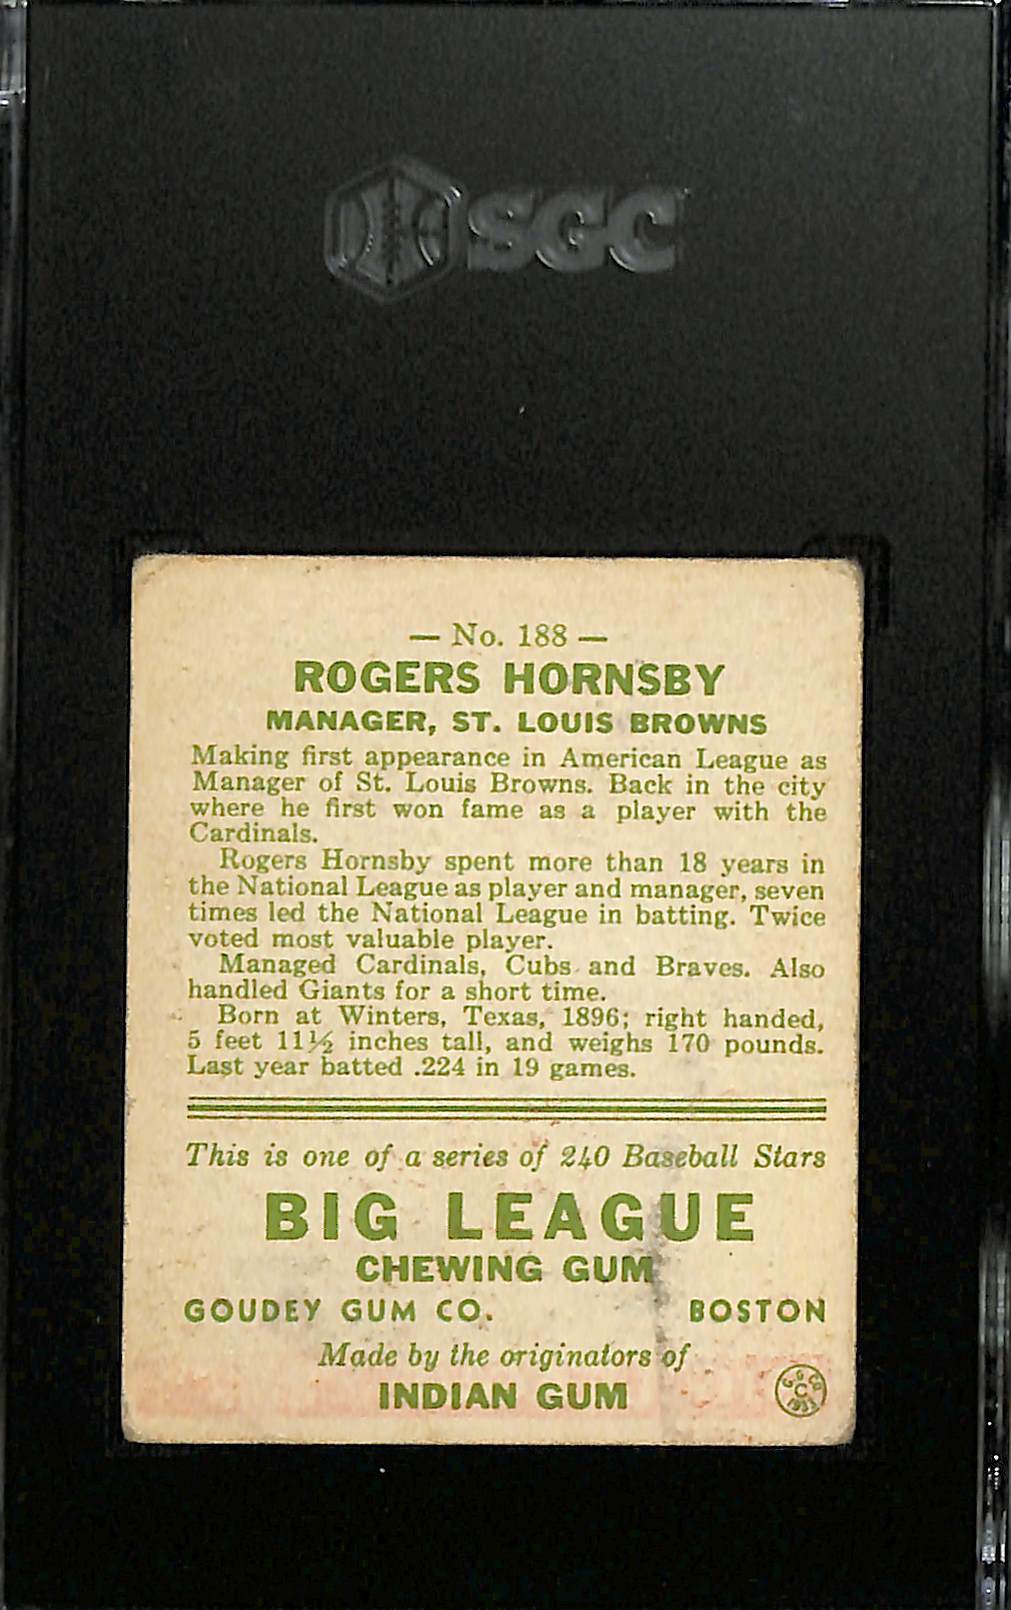 SGC
— No. 188 —
ROGERS HORNSBY
MANAGER, ST. LOUIS BROWNS
Making first appearance in American League as
Manager of St. Louis Browns. Back in the city
where he first won fame as a player with the
Cardinals.
Rogers Hornsby spent more than 18 years in
the National League as player and manager, seven
times led the National League in batting. Twice
voted most valuable player.
Managed Cardinals, Cubs and Braves. Also
handled Giants for a short time.
Born at Winters, Texas, 1896; right handed,
5 feet 11½ inches tall, and weighs 170 pounds.
Last year batted .224 in 19 games.
This is one of a series of 240 Baseball Stars
BIG LEAGUE
CHEWING GUM
GOUDEY GUM CO. BOSTON
Made by the originators of
INDIAN GUM
G.G.Co.
C
1933